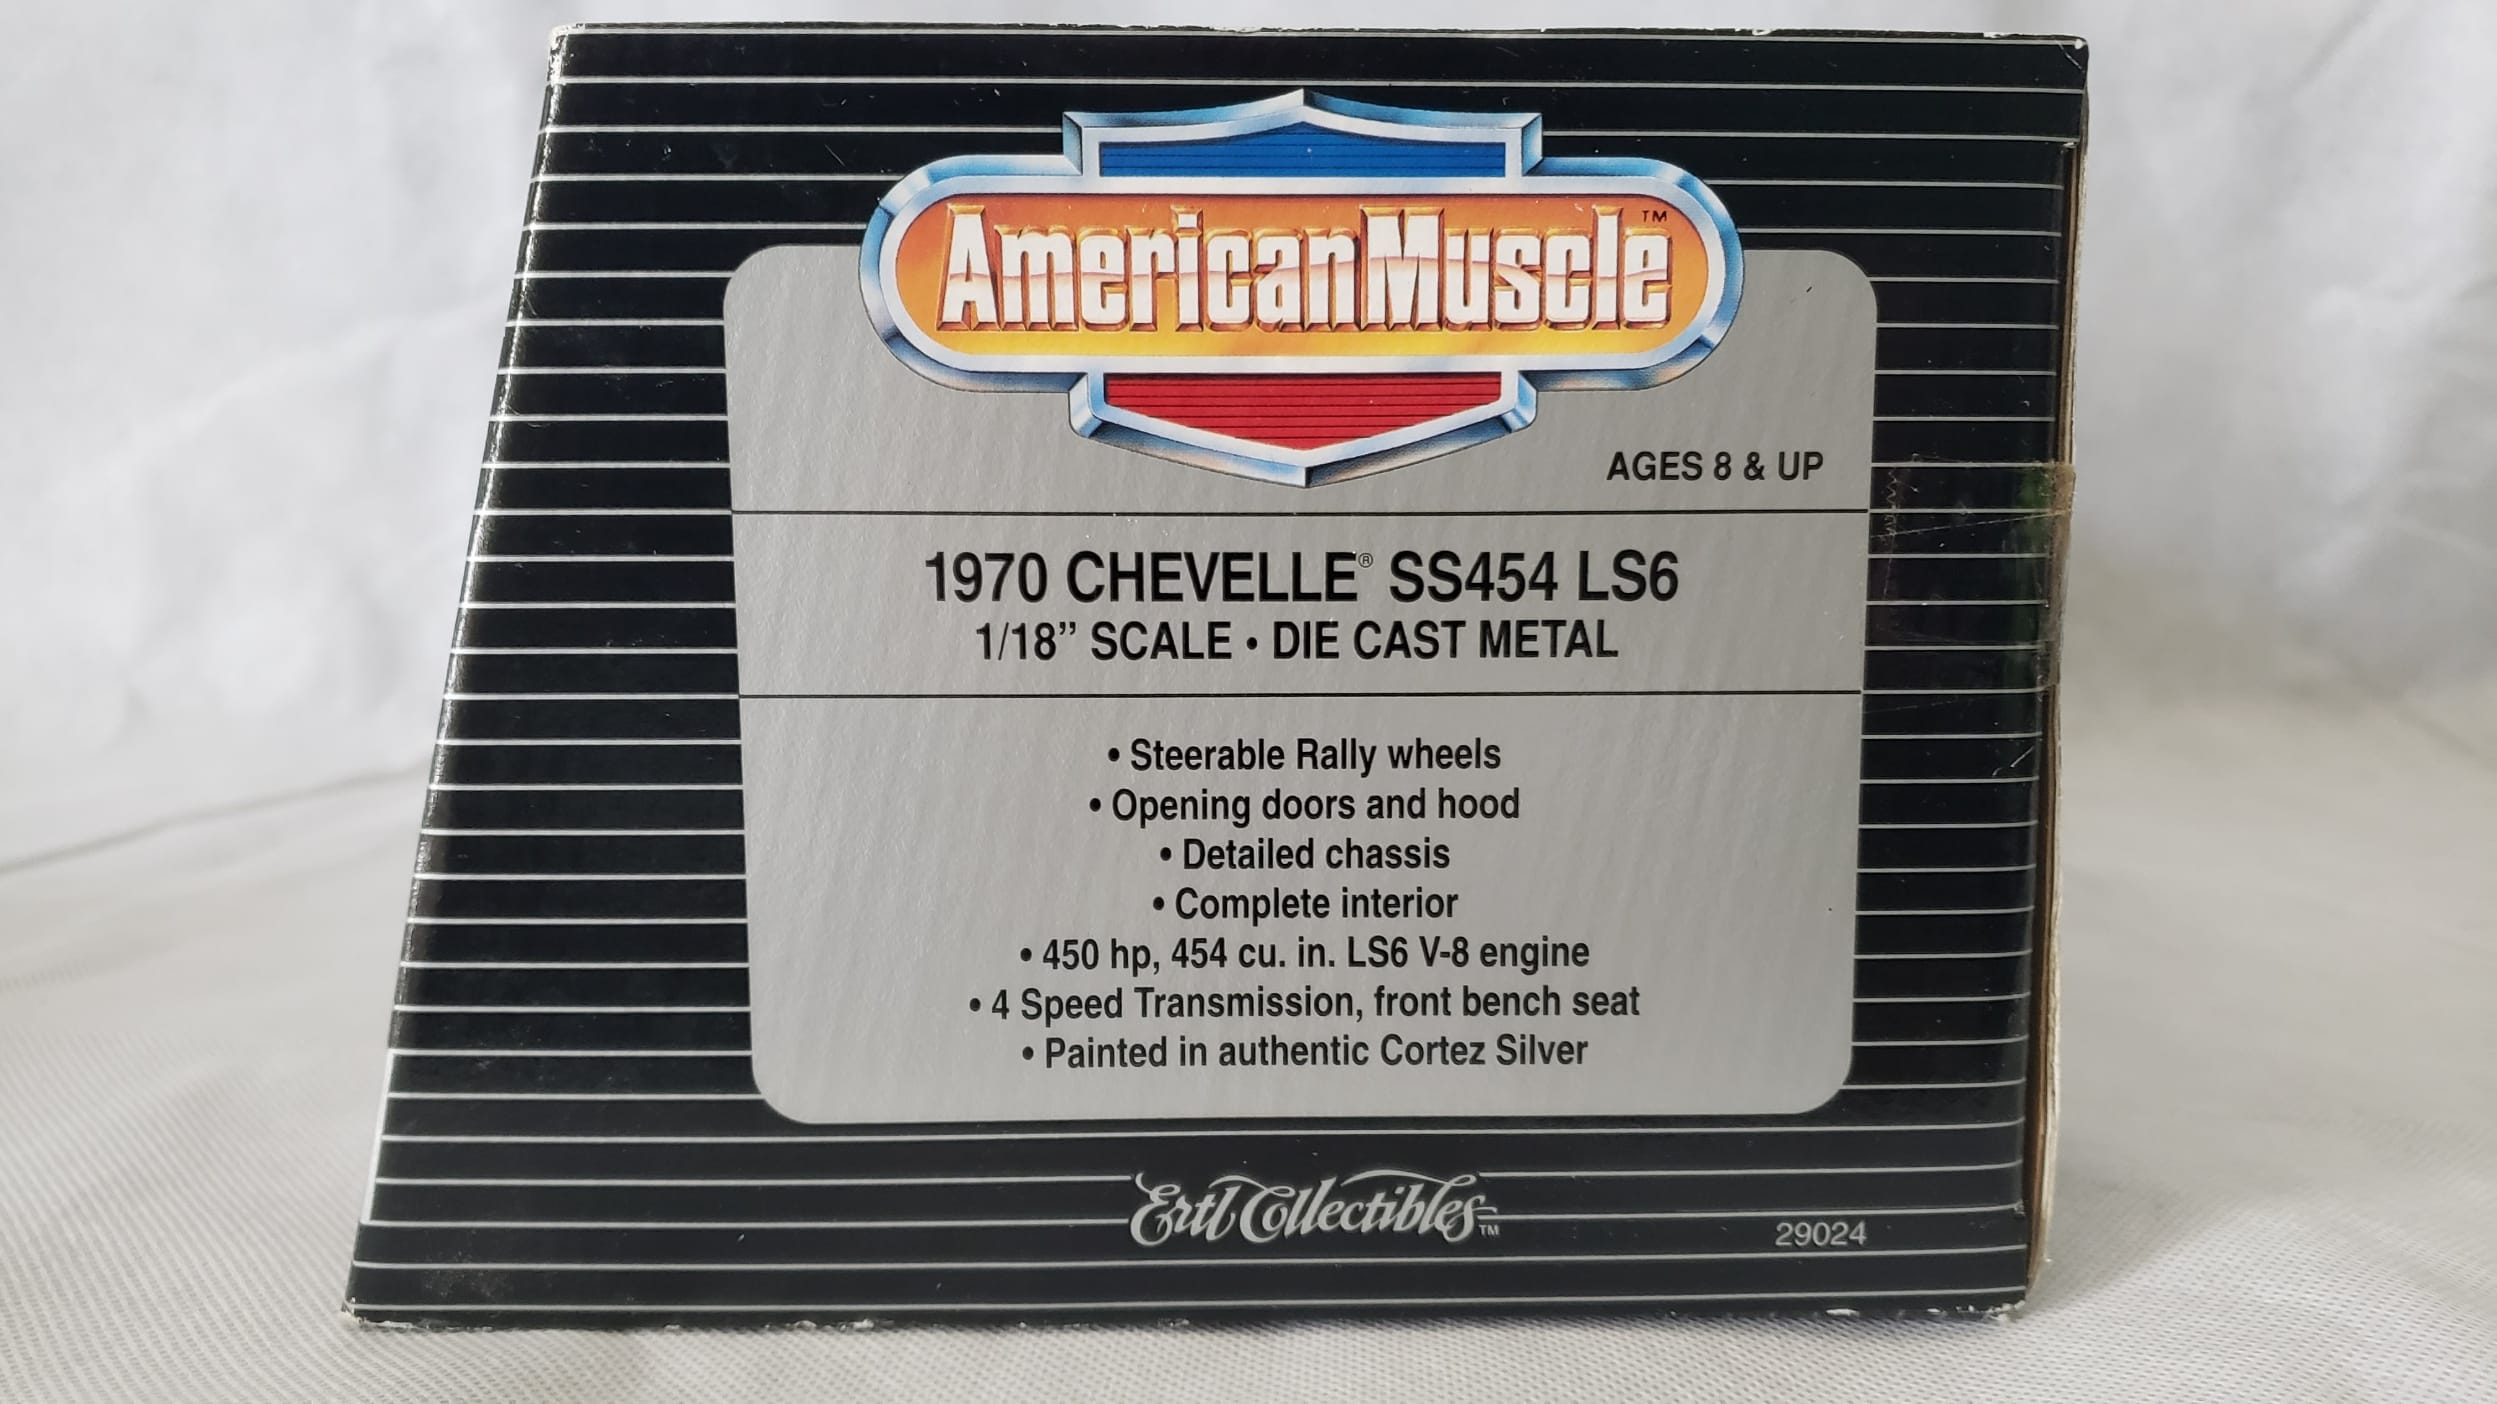 AmericanMuscle™
AGES 8 & UP
1970 CHEVELLE® SS454 LS6
1/18” SCALE • DIE CAST METAL
• Steerable Rally wheels
• Opening doors and hood
• Detailed chassis
• Complete interior
• 450 hp, 454 cu. in. LS6 V-8 engine
• 4 Speed Transmission, front bench seat
• Painted in authentic Cortez Silver
Ertl Collectibles™
29024